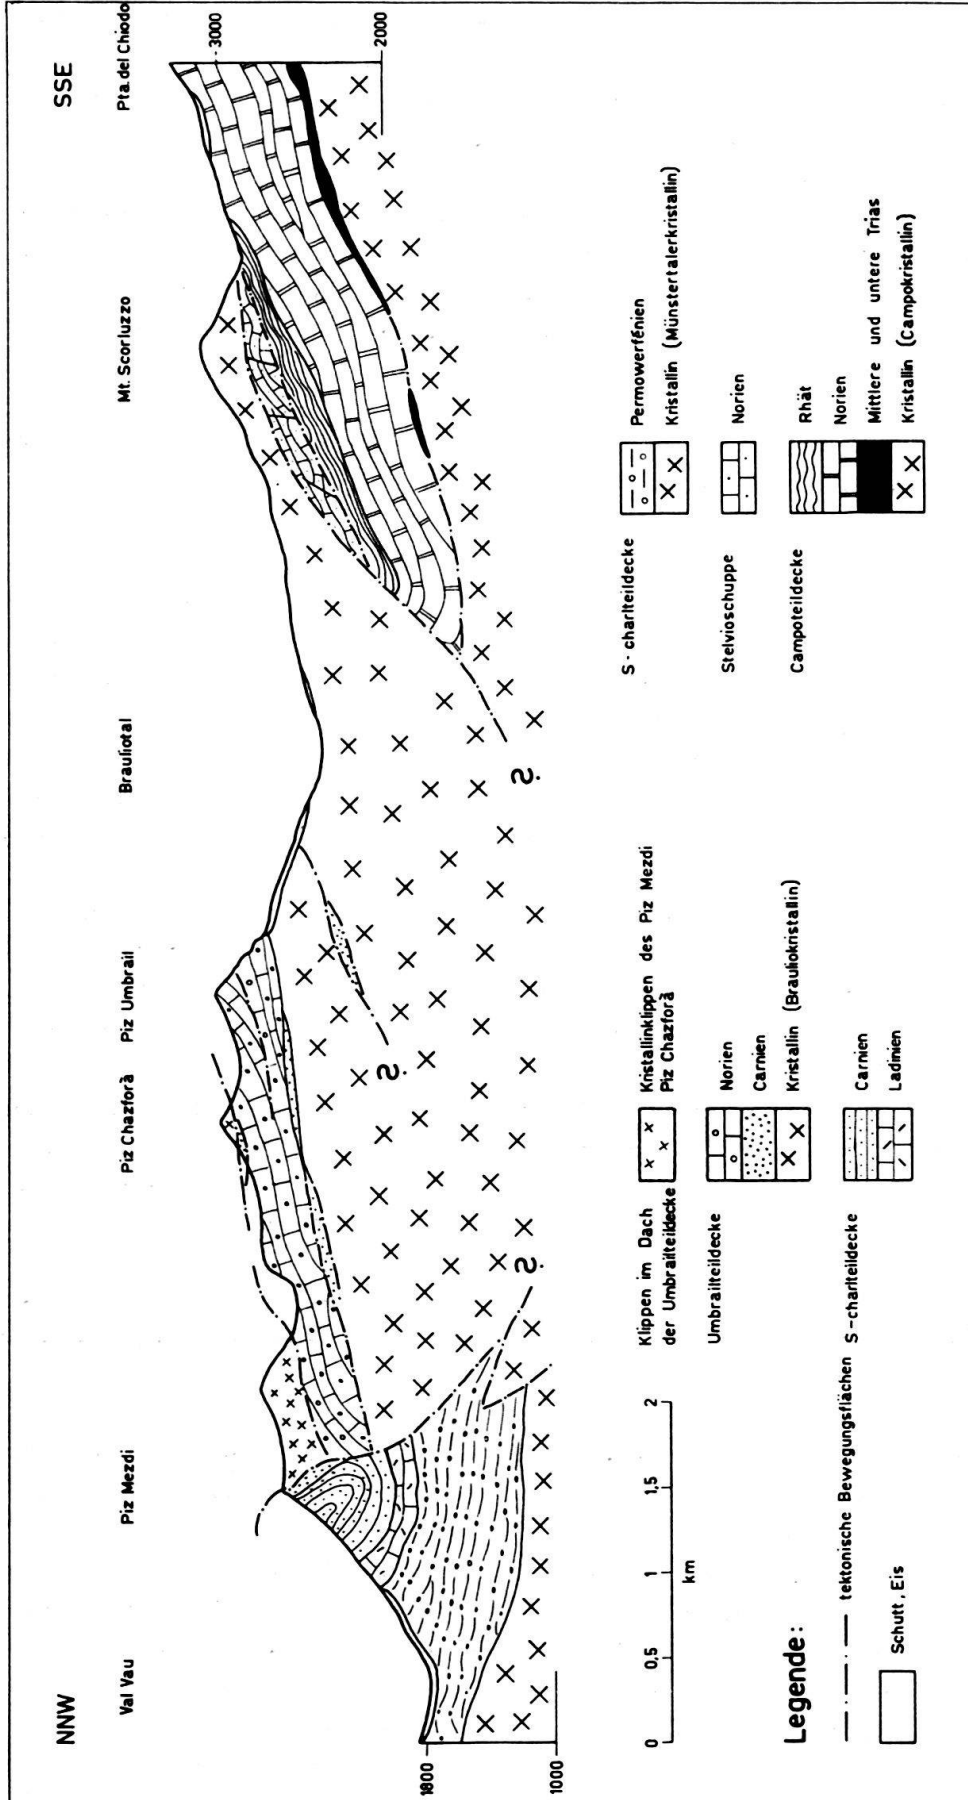 NNW
SSE
Val Vau
Piz Mezdi
Piz Chazforà
Piz Umbrail
Brauliotal
Mt. Scorluzzo
Pta. del Chiodo
3000
2000
1800
1000
?
?
?
0
0,5
1
1,5
2
km
Legende:
tektonische Bewegungsflächen
Schutt, Eis
Klippen im Dach
der Umbrailteildecke
Kristallinklippen des Piz Mezdi
Piz Chazforà
Umbrailteildecke
Norien
Carnien
Kristallin (Brauliokristallin)
S-charlteildecke
Carnien
Ladinien
S-charlteildecke
Permowerfénien
Kristallin (Münstertalerkristallin)
Stelvioschuppe
Norien
Campoteildecke
Rhät
Norien
Mittlere und untere Trias
Kristallin (Campokristallin)